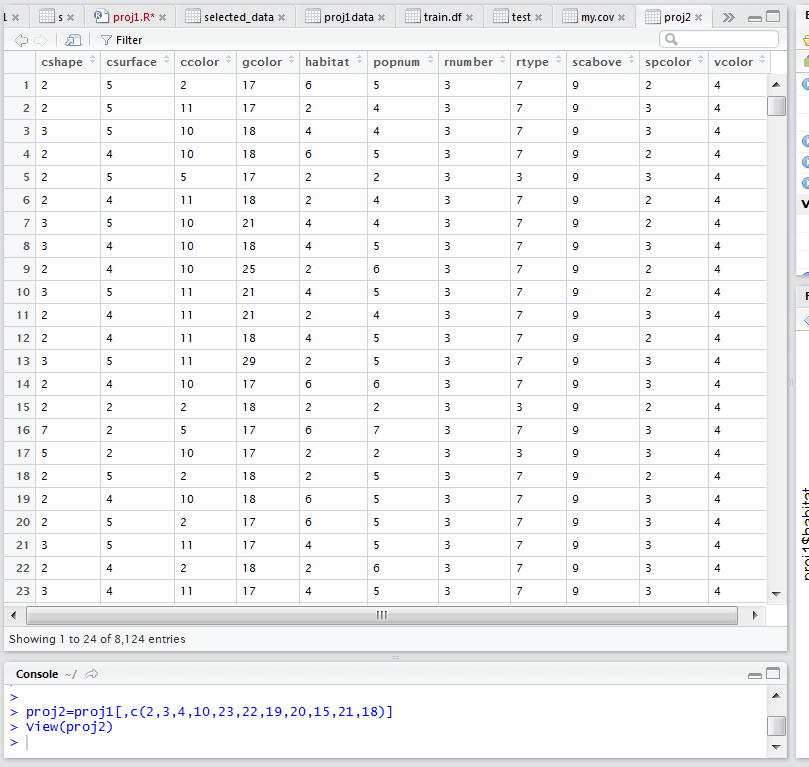 1 s proj1.R* selected_data proj1data train.df test my.cov proj2
Filter
cshape csurface ccolor gcolor habitat popnum rnumber rtype scabove spcolor vcolor
1 2 5 2 17 6 5 3 7 9 2 4
2 2 5 11 17 2 4 3 7 9 3 4
3 3 5 10 18 4 4 3 7 9 3 4
4 2 4 10 18 6 5 3 7 9 2 4
5 2 5 5 17 2 2 3 3 9 3 4
6 2 4 11 18 2 4 3 7 9 2 4
7 3 5 10 21 4 4 3 7 9 2 4
8 3 4 10 18 4 5 3 7 9 3 4
9 2 4 10 25 2 6 3 7 9 2 4
10 3 5 11 21 4 5 3 7 9 2 4
11 2 4 11 21 2 4 3 7 9 3 4
12 2 4 11 18 4 5 3 7 9 2 4
13 3 5 11 29 2 5 3 7 9 3 4
14 2 4 10 17 6 6 3 7 9 3 4
15 2 2 2 18 2 2 3 3 9 2 4
16 7 2 5 17 6 7 3 7 9 3 4
17 5 2 10 17 2 2 3 3 9 3 4
18 2 5 2 18 2 5 3 7 9 2 4
19 2 4 10 18 6 5 3 7 9 3 4
20 2 5 2 17 6 5 3 7 9 3 4
21 3 5 11 17 4 5 3 7 9 3 4
22 2 4 2 18 2 6 3 7 9 3 4
23 3 4 11 17 4 5 3 7 9 3 4
Showing 1 to 24 of 8,124 entries
Console ~/
>
> proj2=proj1[,c(2,3,4,10,23,22,19,20,15,21,18)]
> View(proj2)
>
proj1$habitat